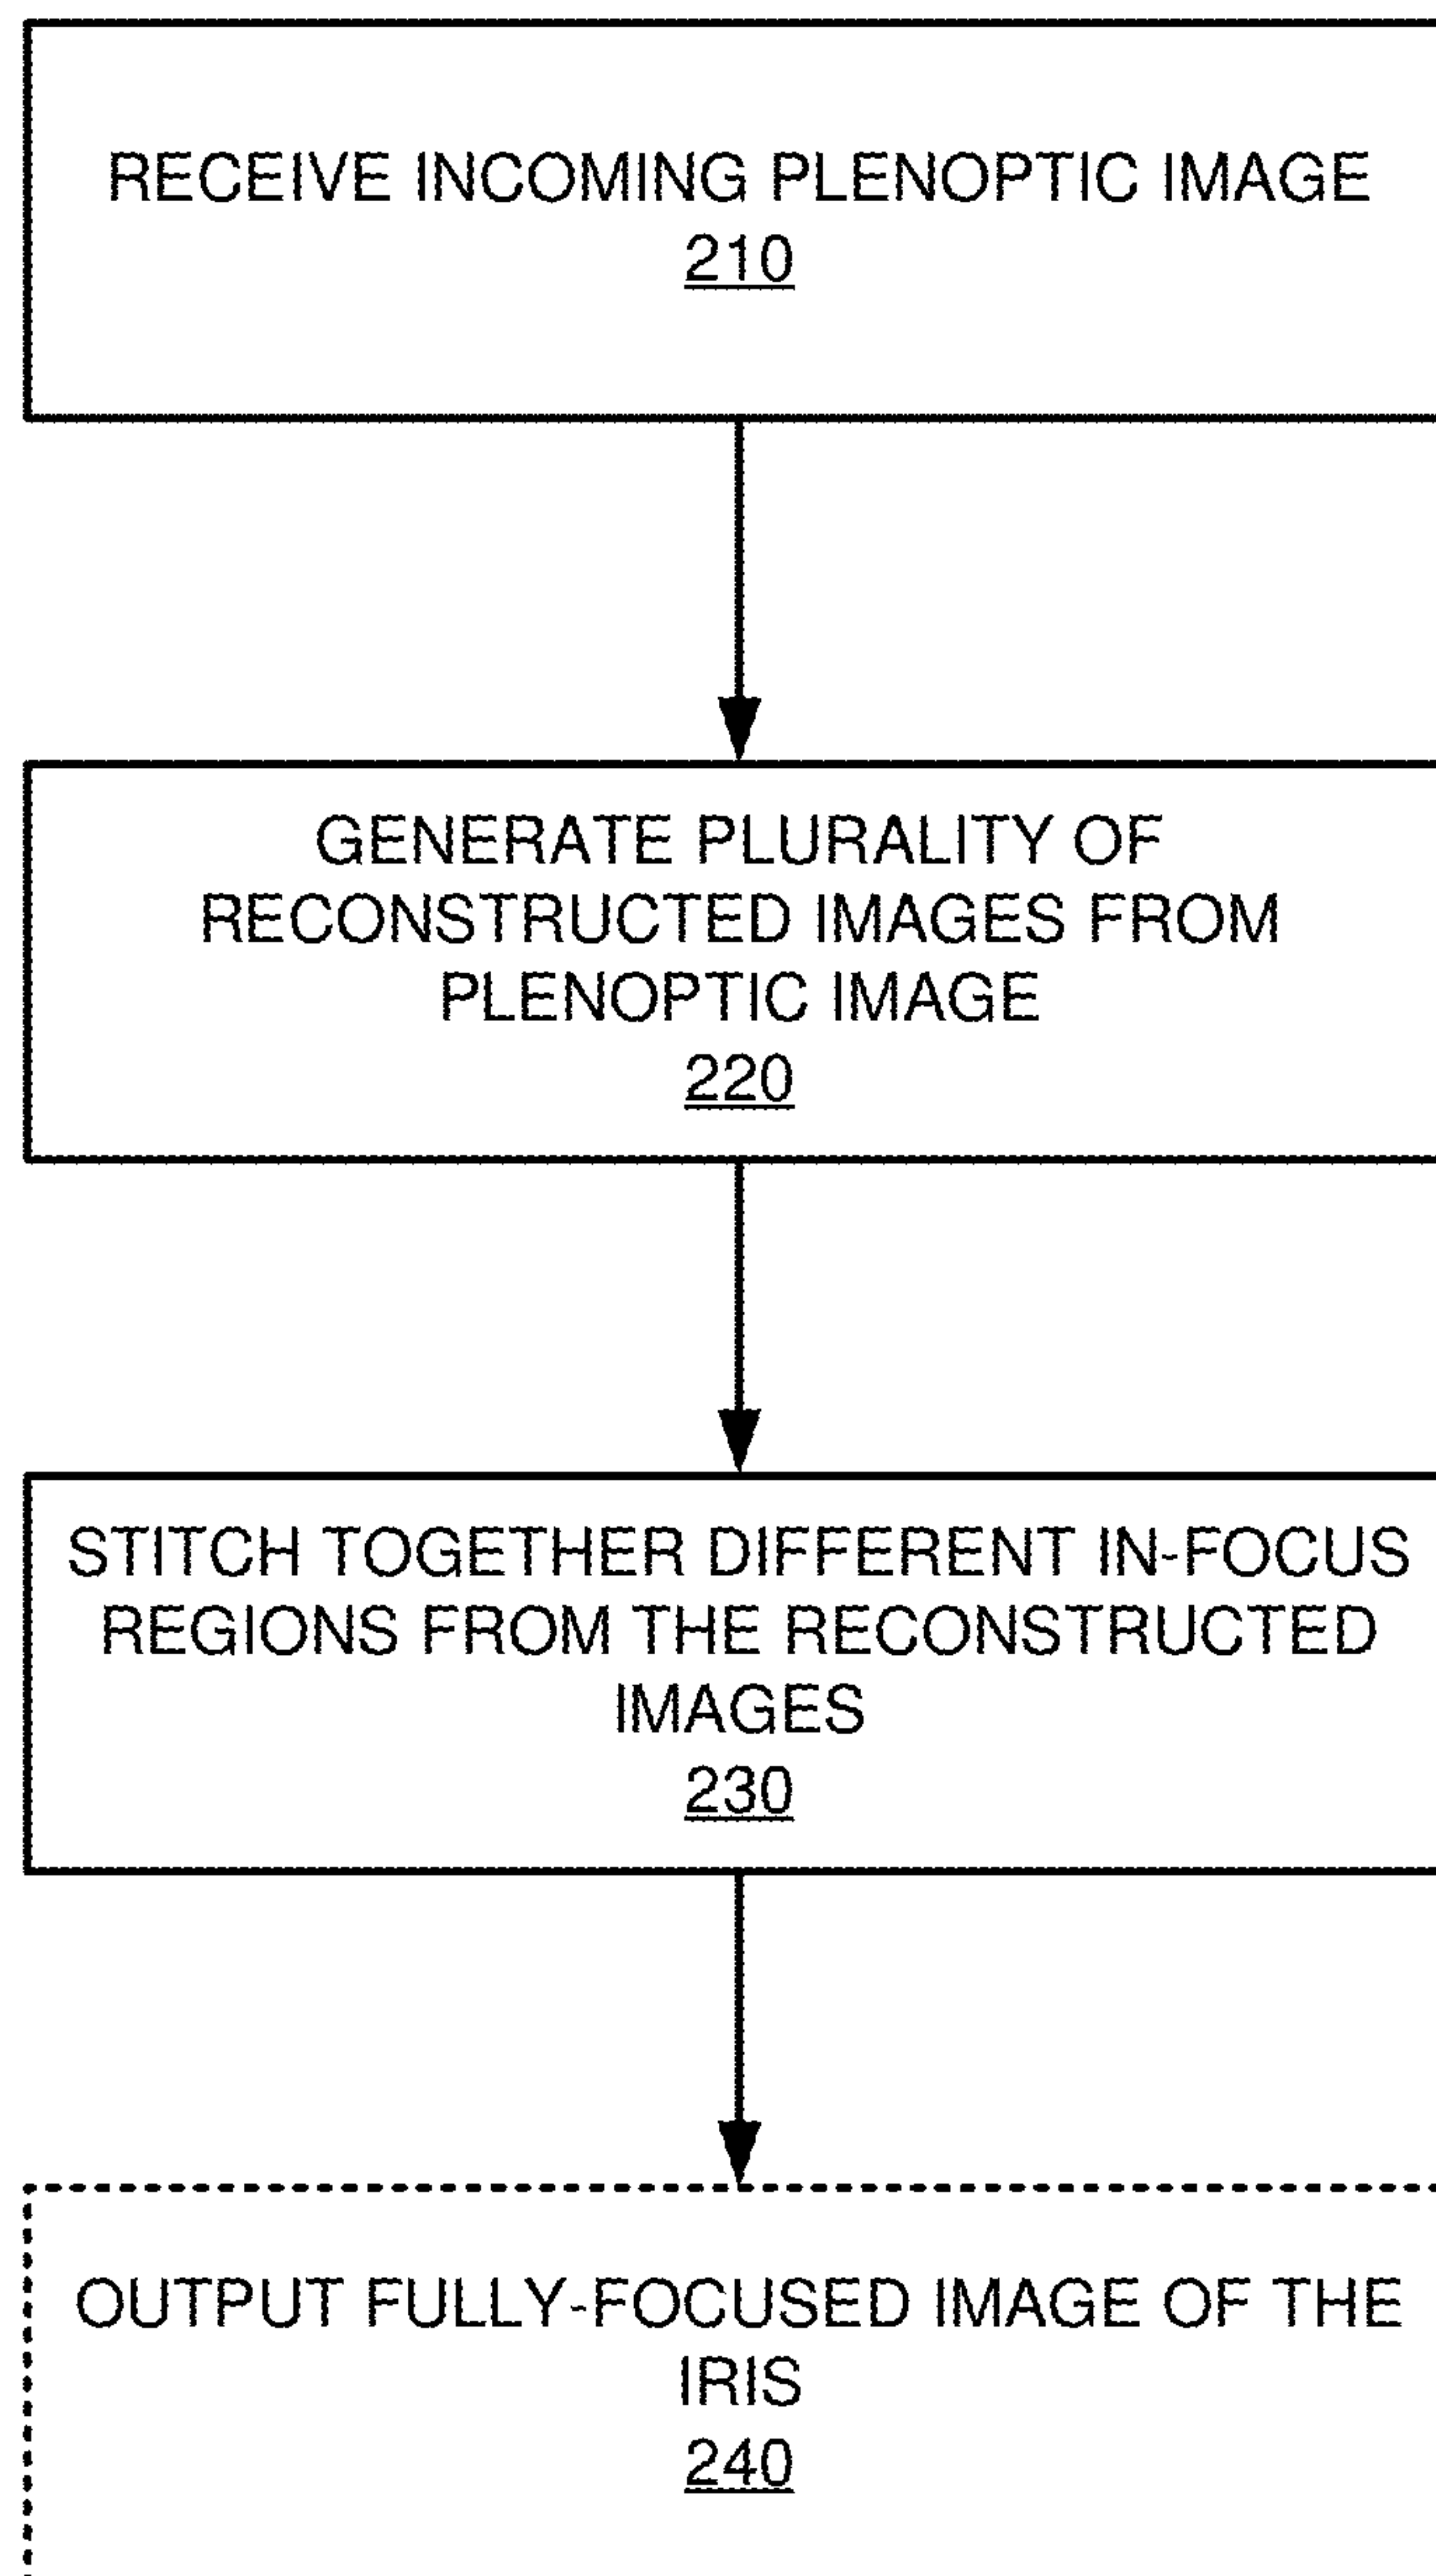 RECEIVE INCOMING PLENOPTIC IMAGE
210
GENERATE PLURALITY OF
RECONSTRUCTED IMAGES FROM
PLENOPTIC IMAGE
220
STITCH TOGETHER DIFFERENT IN-FOCUS
REGIONS FROM THE RECONSTRUCTED
IMAGES
230
OUTPUT FULLY-FOCUSED IMAGE OF THE
IRIS
240